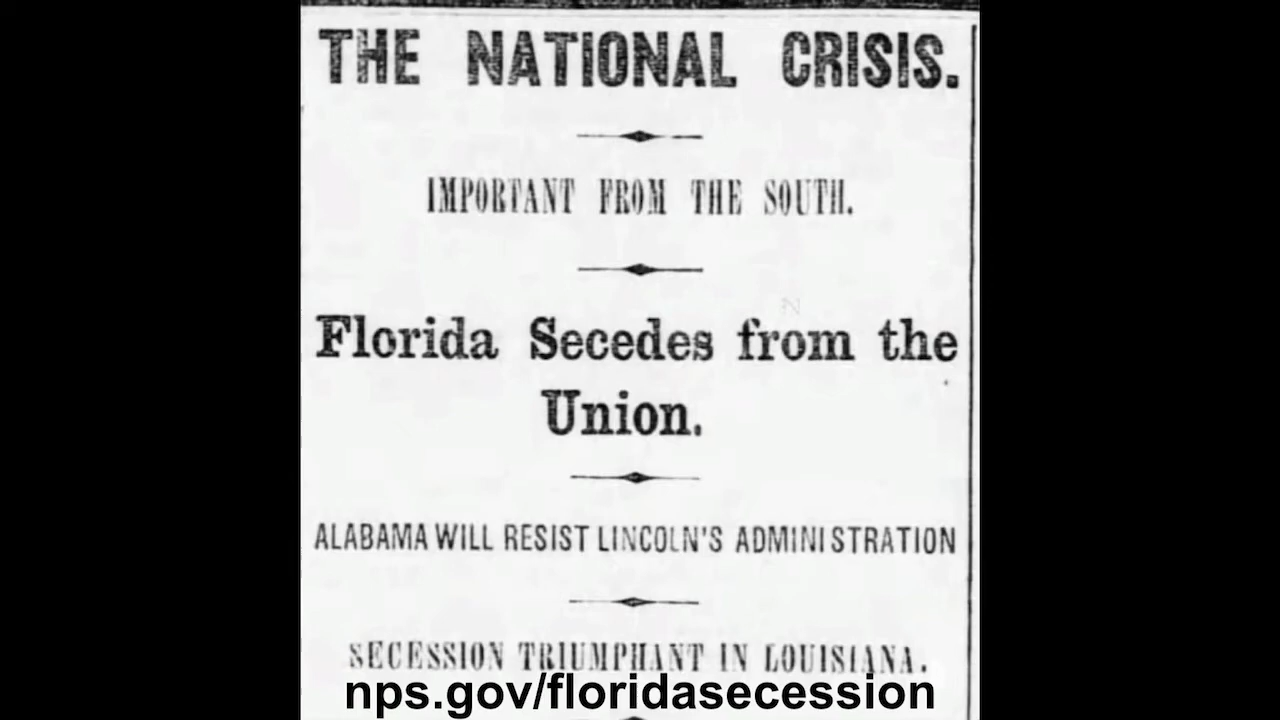 THE NATIONAL CRISIS.
IMPORTANT FROM THE SOUTH.
Florida Secedes from the
Union.
ALABAMA WILL RESIST LINCOLN'S ADMINISTRATION
SECESSION TRIUMPHANT IN LOUISIANA.
nps.gov/floridasecession